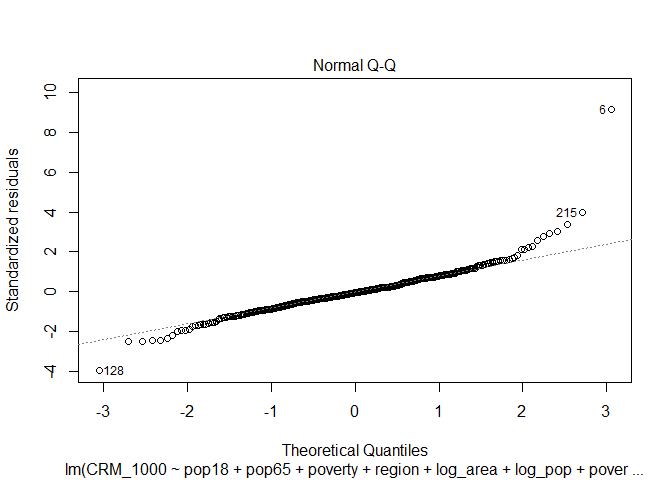 Normal Q-Q
10
8
6
4
2
0
-2
-4
Standardized residuals
6
215
128
-3 -2 -1 0 1 2 3
Theoretical Quantiles
lm(CRM_1000 ~ pop18 + pop65 + poverty + region + log_area + log_pop + pover ...